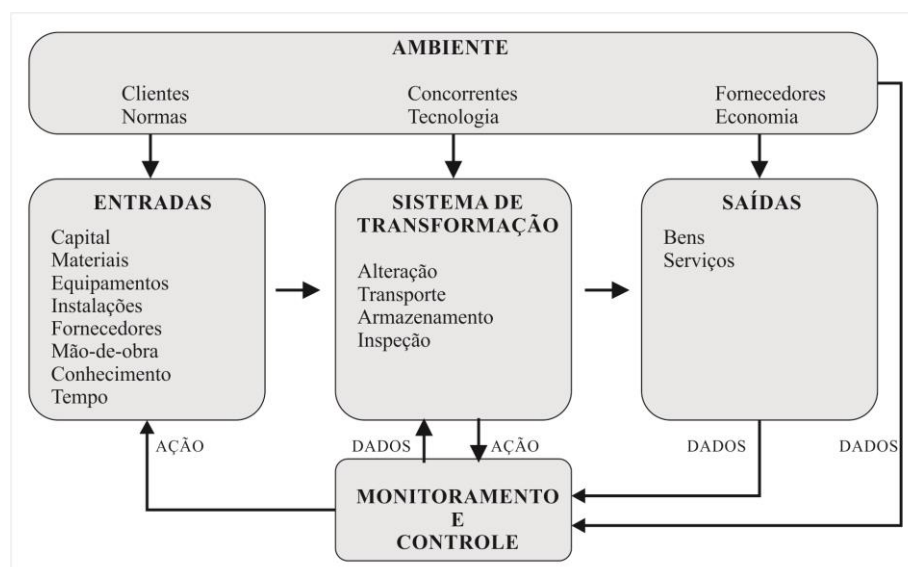 AMBIENTE
Clientes
Normas
Concorrentes
Tecnologia
Fornecedores
Economia
ENTRADAS
Capital
Materiais
Equipamentos
Instalações
Fornecedores
Mão-de-obra
Conhecimento
Tempo
SISTEMA DE
TRANSFORMAÇÃO
Alteração
Transporte
Armazenamento
Inspeção
SAÍDAS
Bens
Serviços
AÇÃO
DADOS
AÇÃO
DADOS
DADOS
MONITORAMENTO
E
CONTROLE